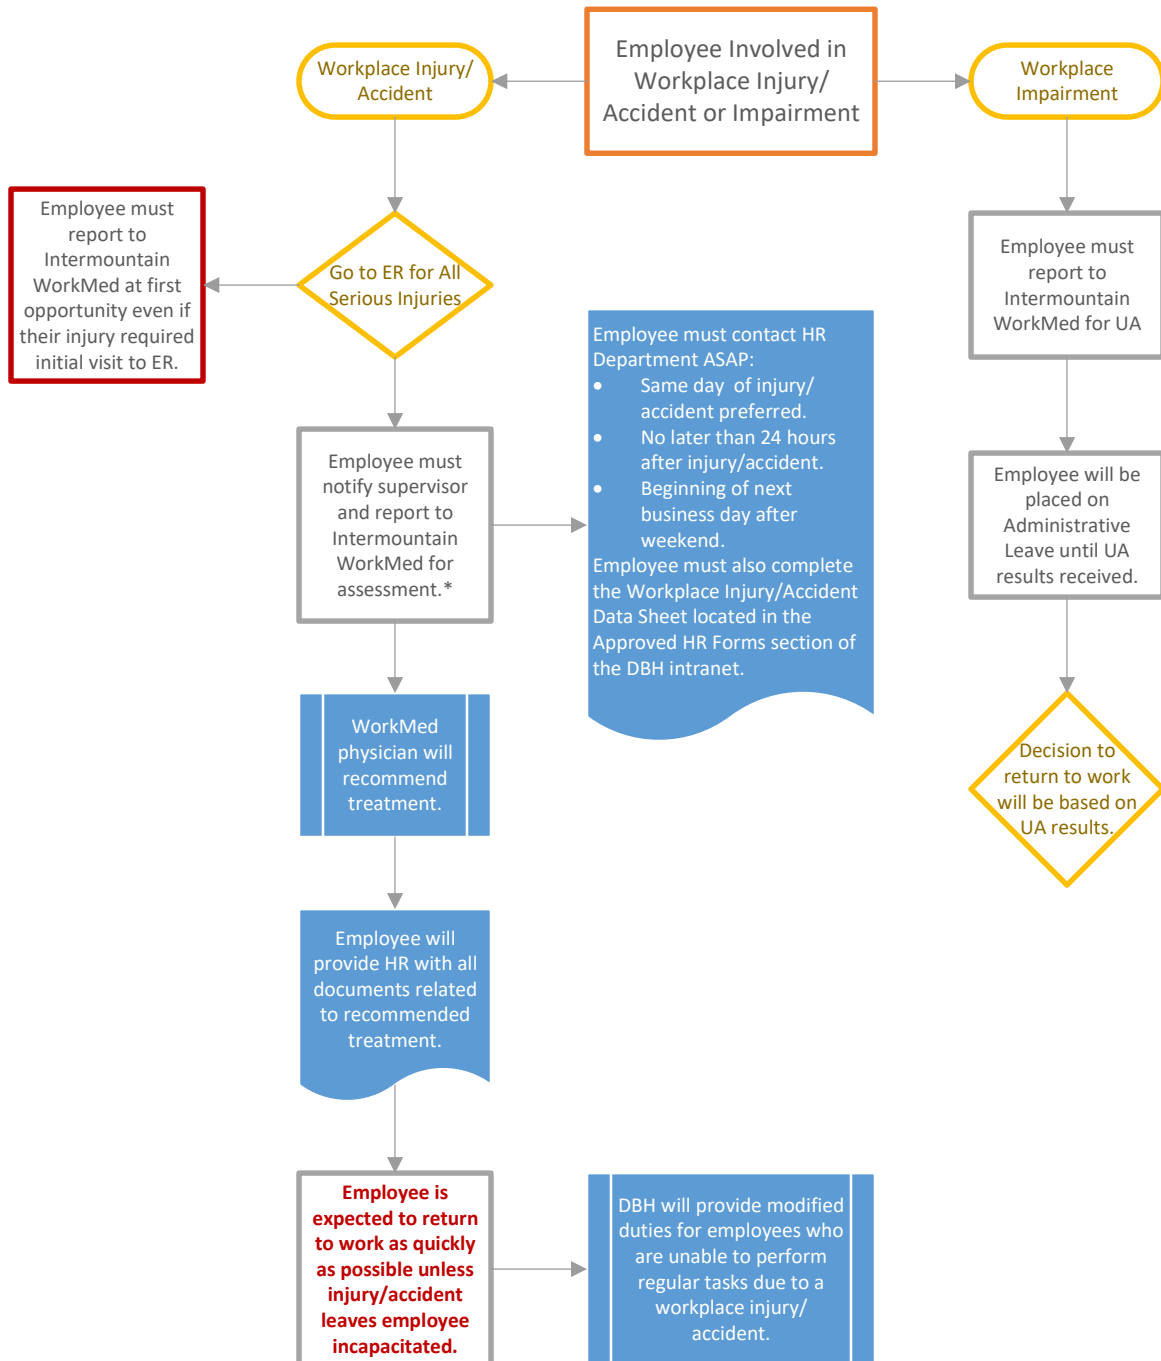 Employee Involved in
Workplace Injury/
Accident or Impairment
Workplace Injury/
Accident
Workplace
Impairment
Employee must
report to
Intermountain
WorkMed at first
opportunity even if
their injury required
initial visit to ER.
Go to ER for All
Serious Injuries
Employee must
report to
Intermountain
WorkMed for UA
Employee must contact HR
Department ASAP:
• Same day  of injury/
accident preferred.
• No later than 24 hours
after injury/accident.
• Beginning of next
business day after
weekend.
Employee must also complete
the Workplace Injury/Accident
Data Sheet located in the
Approved HR Forms section of
the DBH intranet.
Employee must
notify supervisor
and report to
Intermountain
WorkMed for
assessment.*
Employee will be
placed on
Administrative
Leave until UA
results received.
WorkMed
physician will
recommend
treatment.
Decision to
return to work
will be based on
UA results.
Employee will
provide HR with all
documents related
to recommended
treatment.
Employee is
expected to return
to work as quickly
as possible unless
injury/accident
leaves employee
incapacitated.
DBH will provide modified
duties for employees who
are unable to perform
regular tasks due to a
workplace injury/
accident.